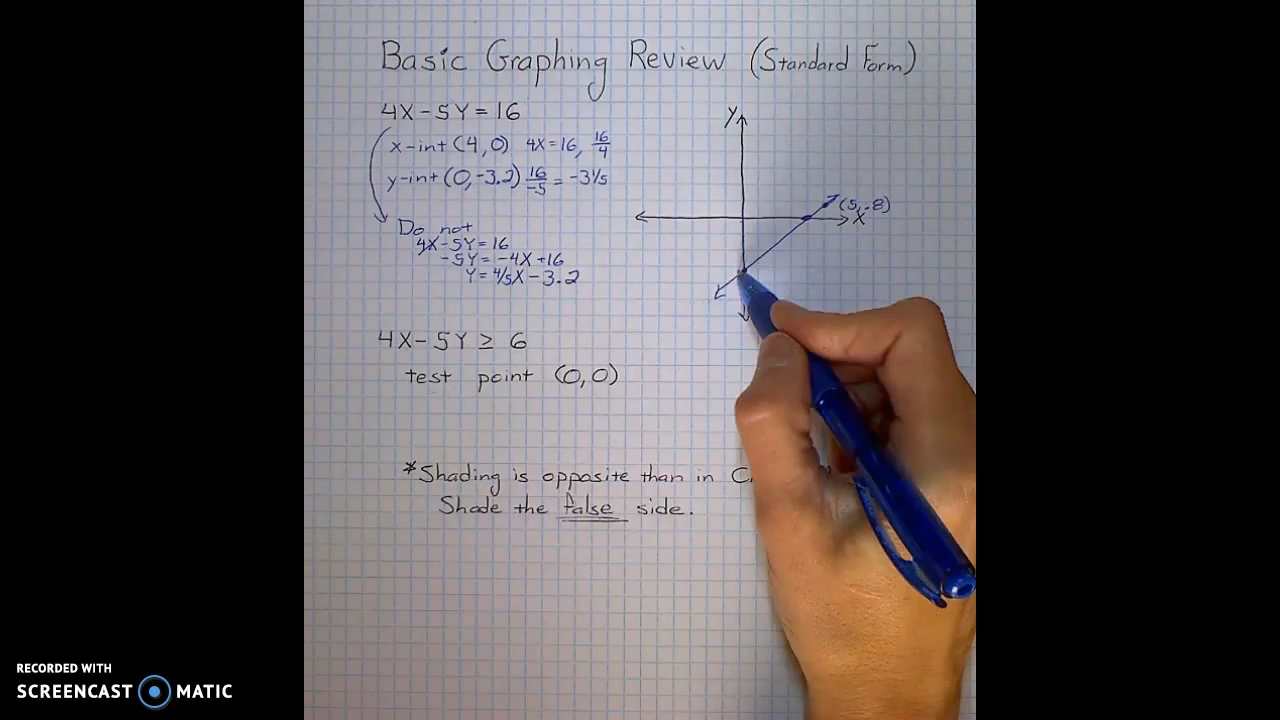 Basic Graphing Review (Standard Form)
4X-5Y=16
x-int (4,0) 4X=16, 16/4
y-int (0,-3.2) 16/-5 = -3 1/5
Do not
4X-5Y=16
-5Y=-4X+16
Y=4/5X-3.2
Y
(5,.8)
X
4X-5Y ≥ 6
test point (0,0)
*Shading is opposite than in
Shade the false side.
RECORDED WITH
SCREENCAST MATIC